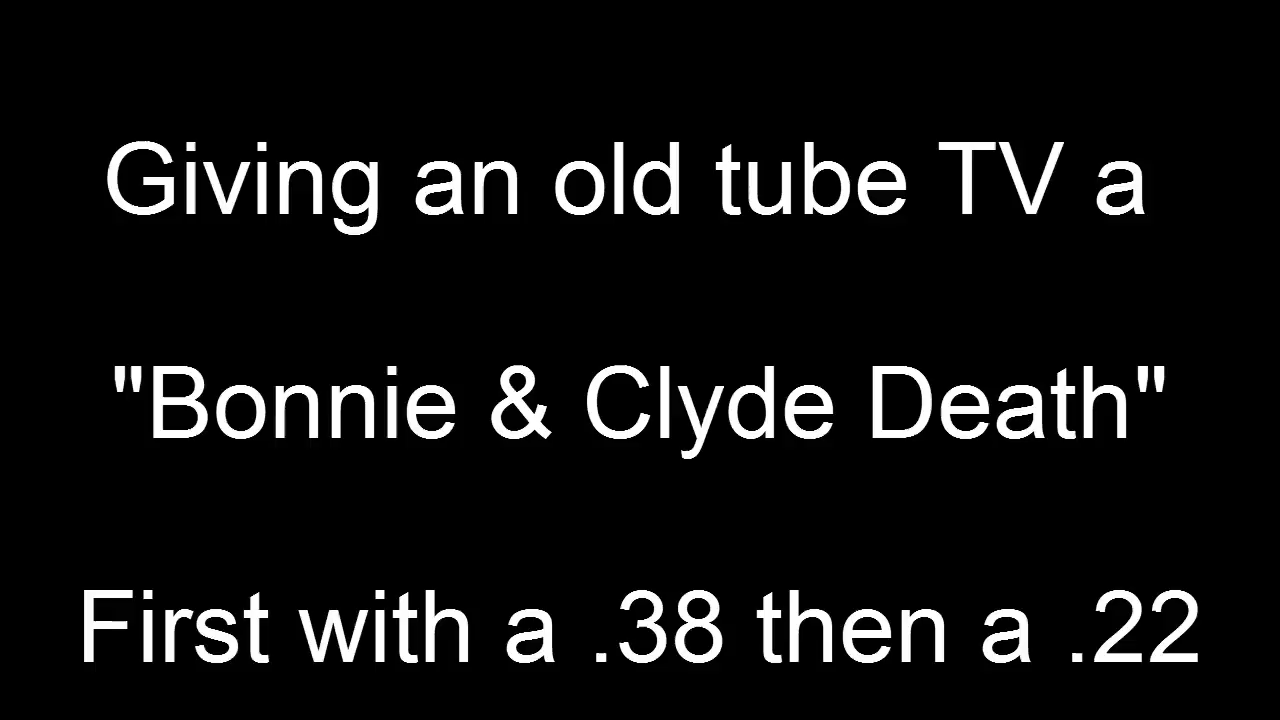 Giving an old tube TV a
"Bonnie & Clyde Death"
First with a .38 then a .22